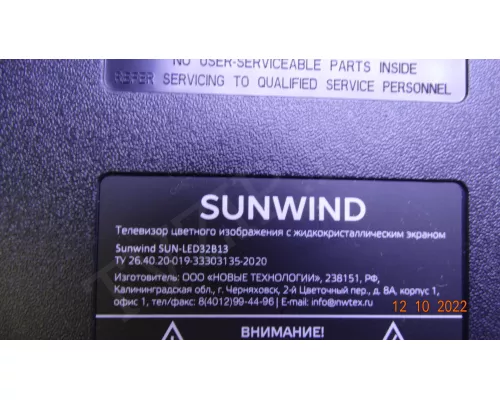 NO USER-SERVICEABLE PARTS INSIDE
REFER SERVICING TO QUALIFIED SERVICE PERSONNEL
SUNWIND
Телевизор цветного изображения с жидкокристаллическим экраном
Sunwind SUN-LED32B13
ТУ 26.40.20-019-33303135-2020
Изготовитель: ООО «НОВЫЕ ТЕХНОЛОГИИ», 238151, РФ,
Калининградская обл., г. Черняховск, 2-й Цветочный пер., д. 8А, корпус 1,
офис 1, тел/факс: 8(4012)99-44-96 | E-mail: info@nwtex.ru
12 10 2022
ВНИМАНИЕ!